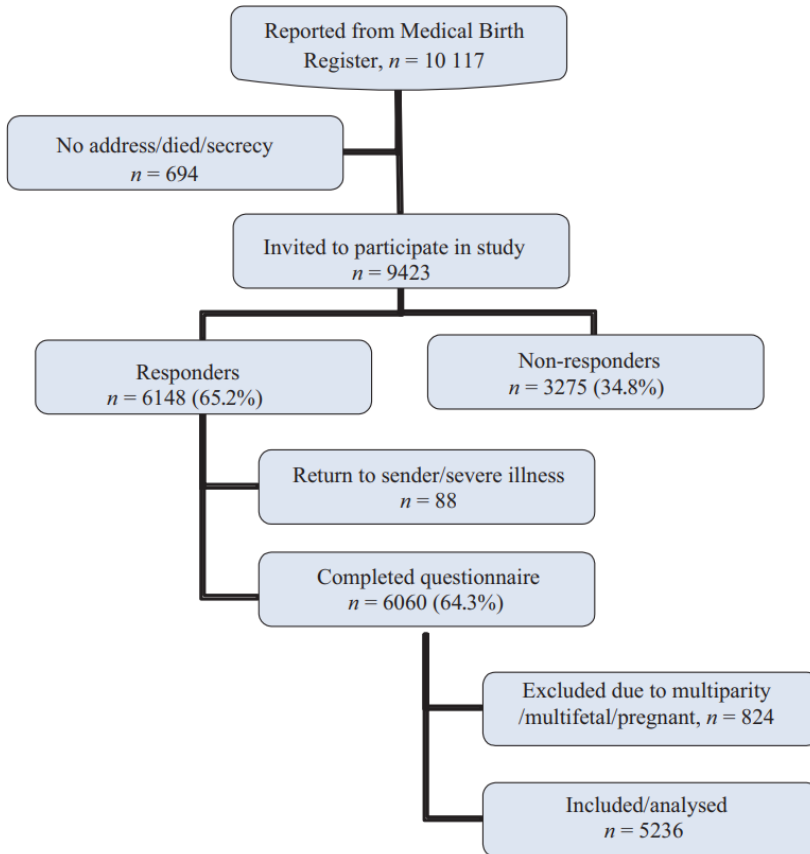 Reported from Medical Birth
Register, n = 10 117
No address/died/secrecy
n = 694
Invited to participate in study
n = 9423
Responders
n = 6148 (65.2%)
Non-responders
n = 3275 (34.8%)
Return to sender/severe illness
n = 88
Completed questionnaire
n = 6060 (64.3%)
Excluded due to multiparity
/multifetal/pregnant, n = 824
Included/analysed
n = 5236